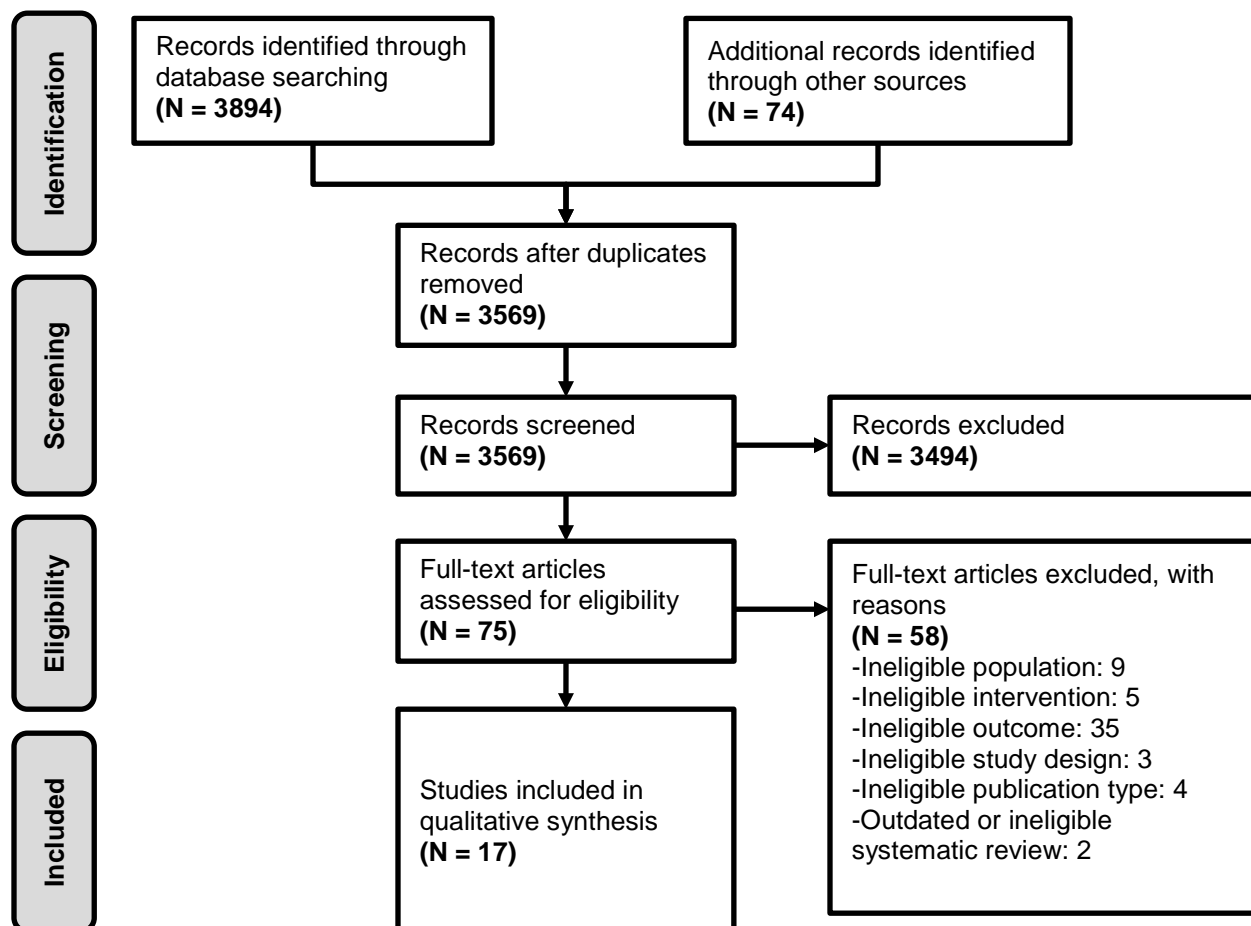 Identification
Records identified through
database searching
(N = 3894)
Additional records identified
through other sources
(N = 74)
Records after duplicates
removed
(N = 3569)
Screening
Records screened
(N = 3569)
Records excluded
(N = 3494)
Eligibility
Full-text articles
assessed for eligibility
(N = 75)
Full-text articles excluded, with
reasons
(N = 58)
-Ineligible population: 9
-Ineligible intervention: 5
-Ineligible outcome: 35
-Ineligible study design: 3
-Ineligible publication type: 4
-Outdated or ineligible
systematic review: 2
Included
Studies included in
qualitative synthesis
(N = 17)